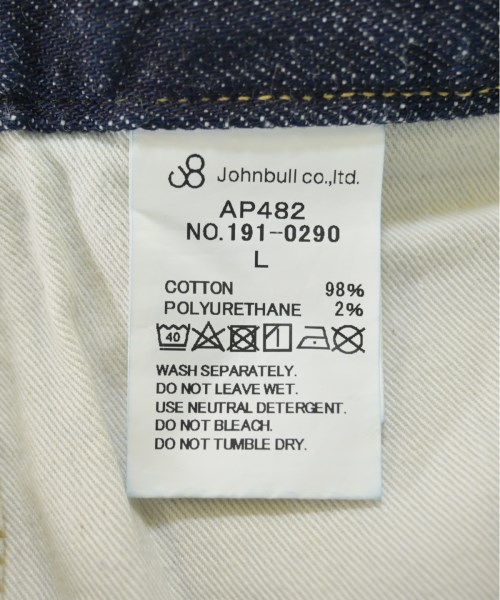 Johnbull co.,ltd.
AP482
NO.191-0290
L
COTTON 98%
POLYURETHANE 2%
40
WASH SEPARATELY.
DO NOT LEAVE WET.
USE NEUTRAL DETERGENT.
DO NOT BLEACH.
DO NOT TUMBLE DRY.